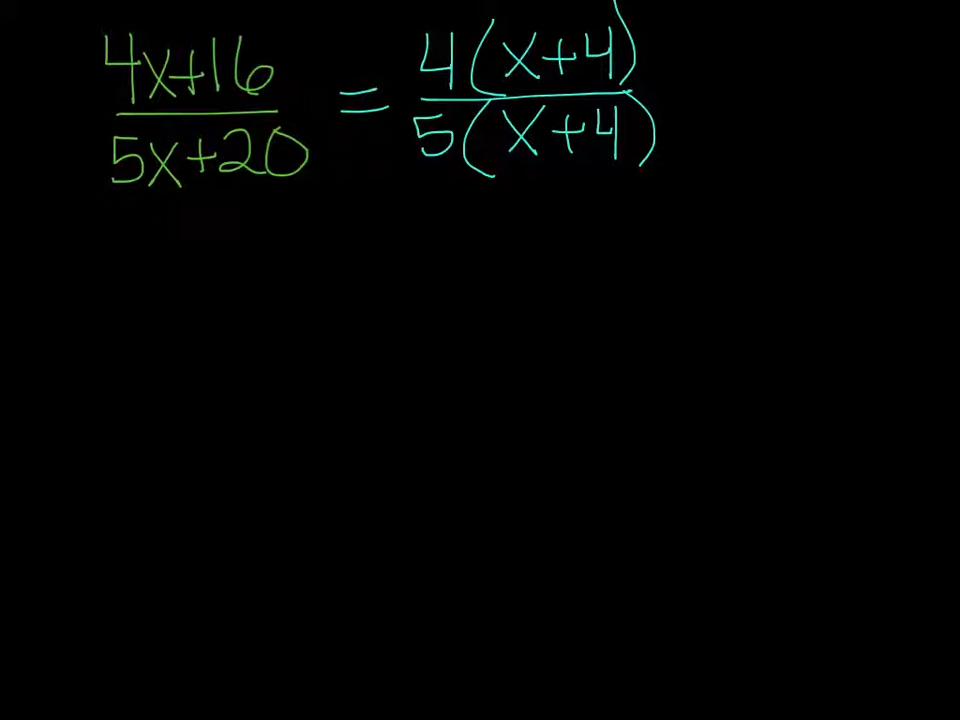 4x+16 / 5x+20 = 4(x+4) / 5(x+4)